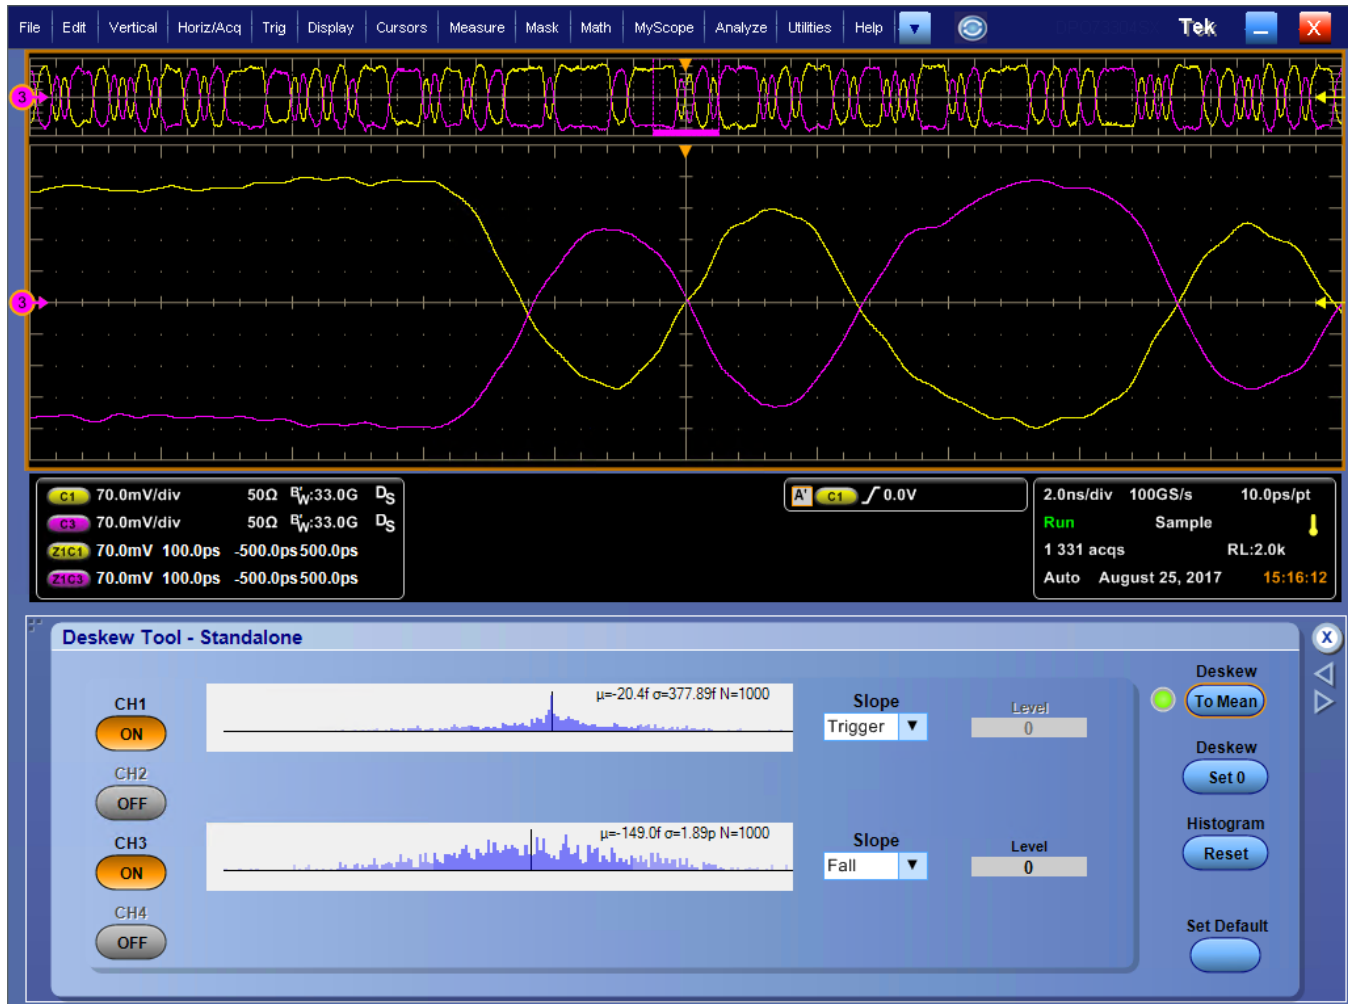 File Edit Vertical Horiz/Acq Trig Display Cursors Measure Mask Math MyScope Analyze Utilities Help Tek X
3
3
C1 70.0mV/div 50Ω BW:33.0G DS
C3 70.0mV/div 50Ω BW:33.0G DS
Z1C1 70.0mV 100.0ps -500.0ps 500.0ps
Z1C3 70.0mV 100.0ps -500.0ps 500.0ps
A' C1 0.0V
2.0ns/div 100GS/s 10.0ps/pt
Run Sample
1 331 acqs RL:2.0k
Auto August 25, 2017 15:16:12
Deskew Tool - Standalone X
CH1
ON
μ=-20.4f σ=377.89f N=1000
Slope
Trigger
Level
0
Deskew
To Mean
CH2
OFF
Deskew
Set 0
CH3
ON
μ=-149.0f σ=1.89p N=1000
Slope
Fall
Level
0
Histogram
Reset
CH4
OFF
Set Default